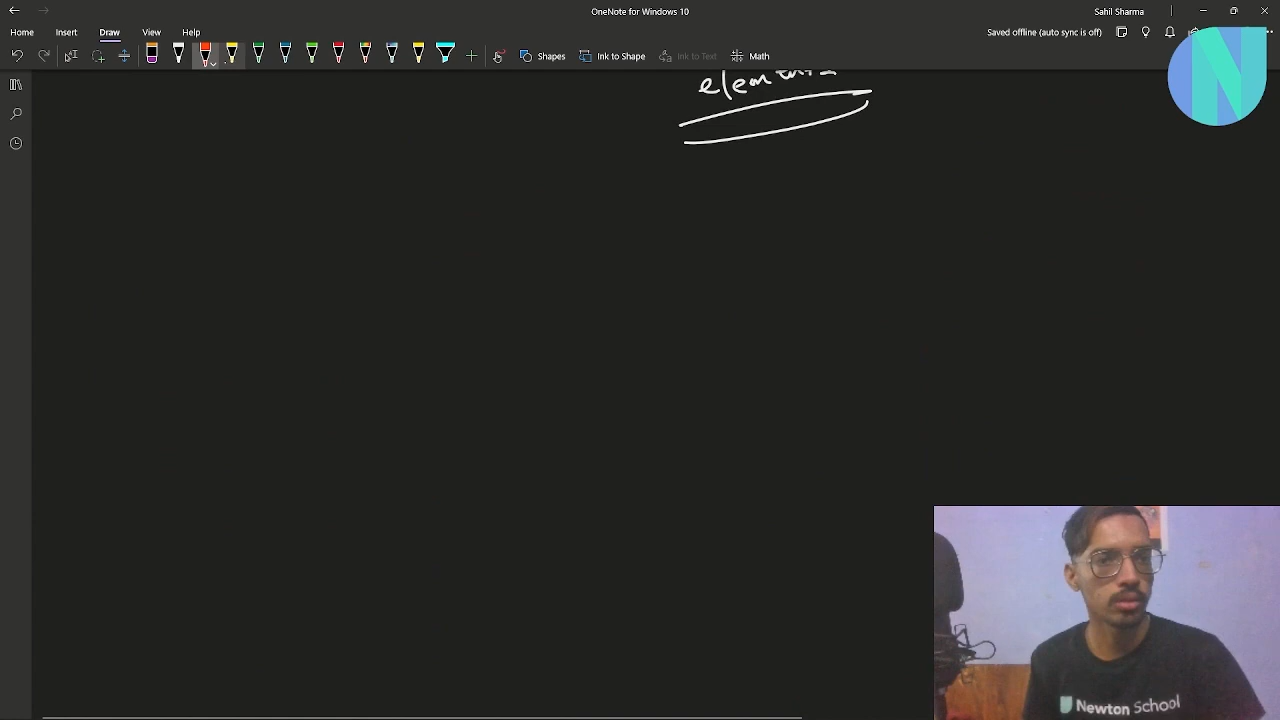 OneNote for Windows 10
Sahil Sharma
Home Insert Draw View Help
Saved offline (auto sync is off)
Shapes Ink to Shape Ink to Text Math
N
Newton School